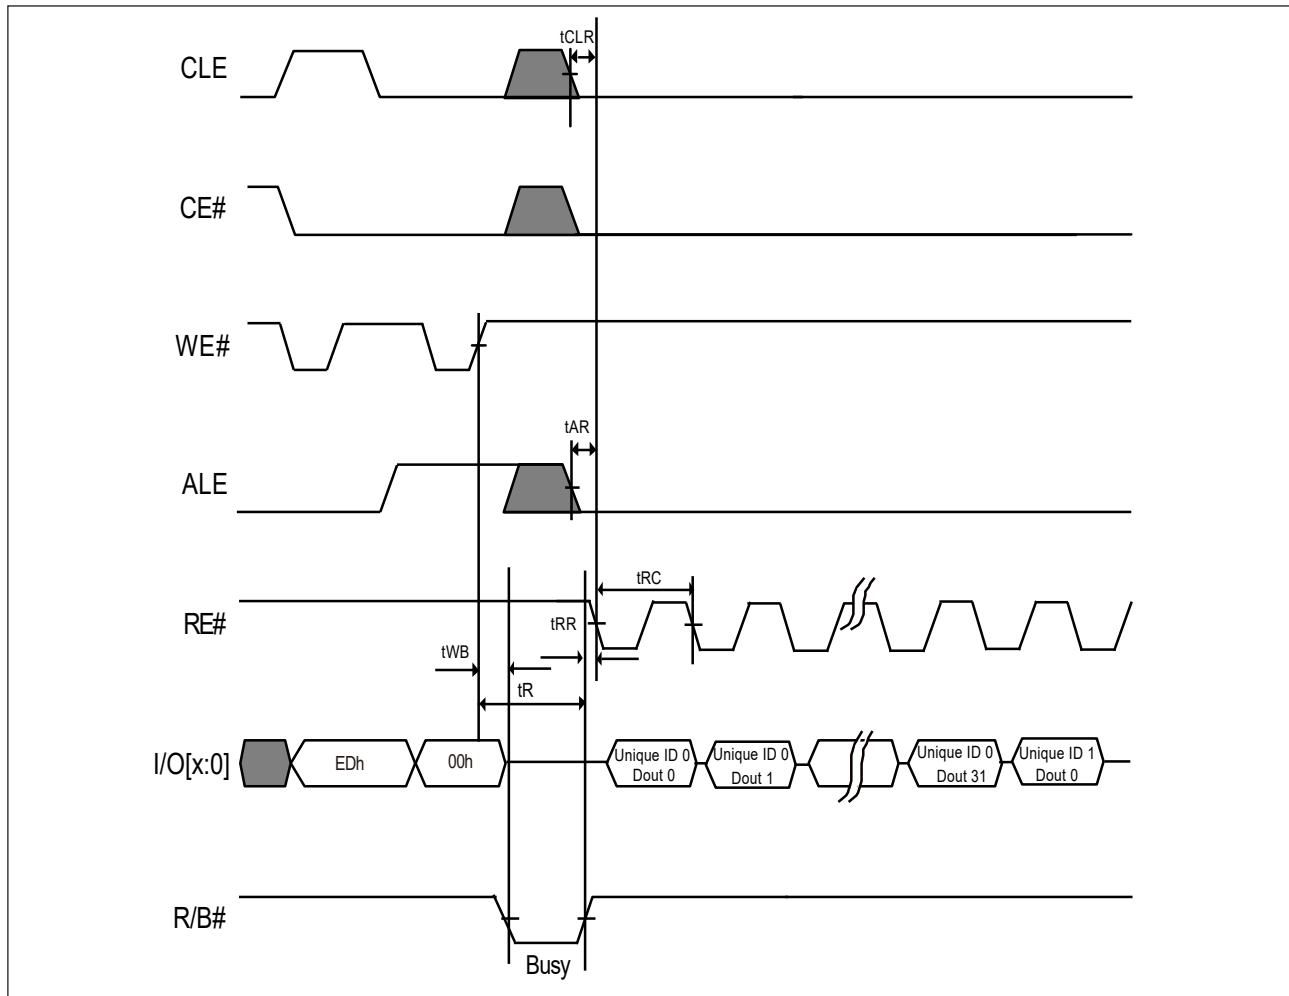 tCLR
CLE
CE#
WE#
tAR
ALE
tRC
RE#
tRR
tWB
tR
I/O[x:0]
EDh
00h
Unique ID 0
Dout 0
Unique ID 0
Dout 1
Unique ID 0
Dout 31
Unique ID 1
Dout 0
R/B#
Busy